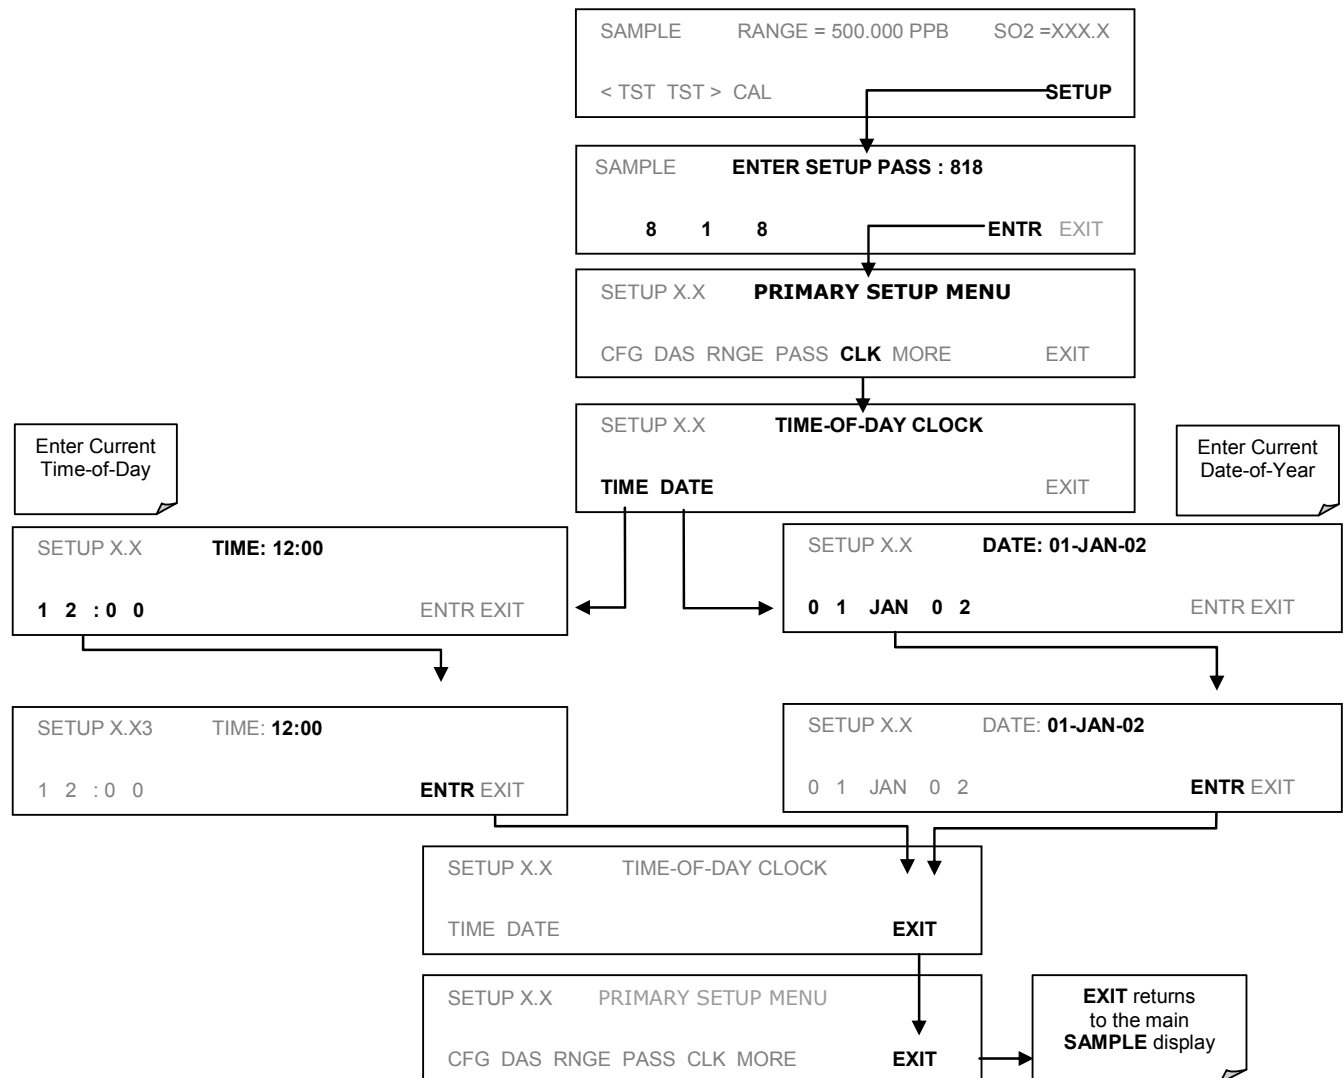 SAMPLE RANGE = 500.000 PPB SO2 =XXX.X
< TST TST > CAL SETUP
SAMPLE ENTER SETUP PASS : 818
8 1 8 ENTR EXIT
SETUP X.X PRIMARY SETUP MENU
CFG DAS RNGE PASS CLK MORE EXIT
SETUP X.X TIME-OF-DAY CLOCK
TIME DATE EXIT
Enter Current
Time-of-Day
Enter Current
Date-of-Year
SETUP X.X TIME: 12:00
1 2 : 0 0 ENTR EXIT
SETUP X.X DATE: 01-JAN-02
0 1 JAN 0 2 ENTR EXIT
SETUP X.X3 TIME: 12:00
1 2 : 0 0 ENTR EXIT
SETUP X.X DATE: 01-JAN-02
0 1 JAN 0 2 ENTR EXIT
SETUP X.X TIME-OF-DAY CLOCK
TIME DATE EXIT
SETUP X.X PRIMARY SETUP MENU
CFG DAS RNGE PASS CLK MORE EXIT
EXIT returns
to the main
SAMPLE display